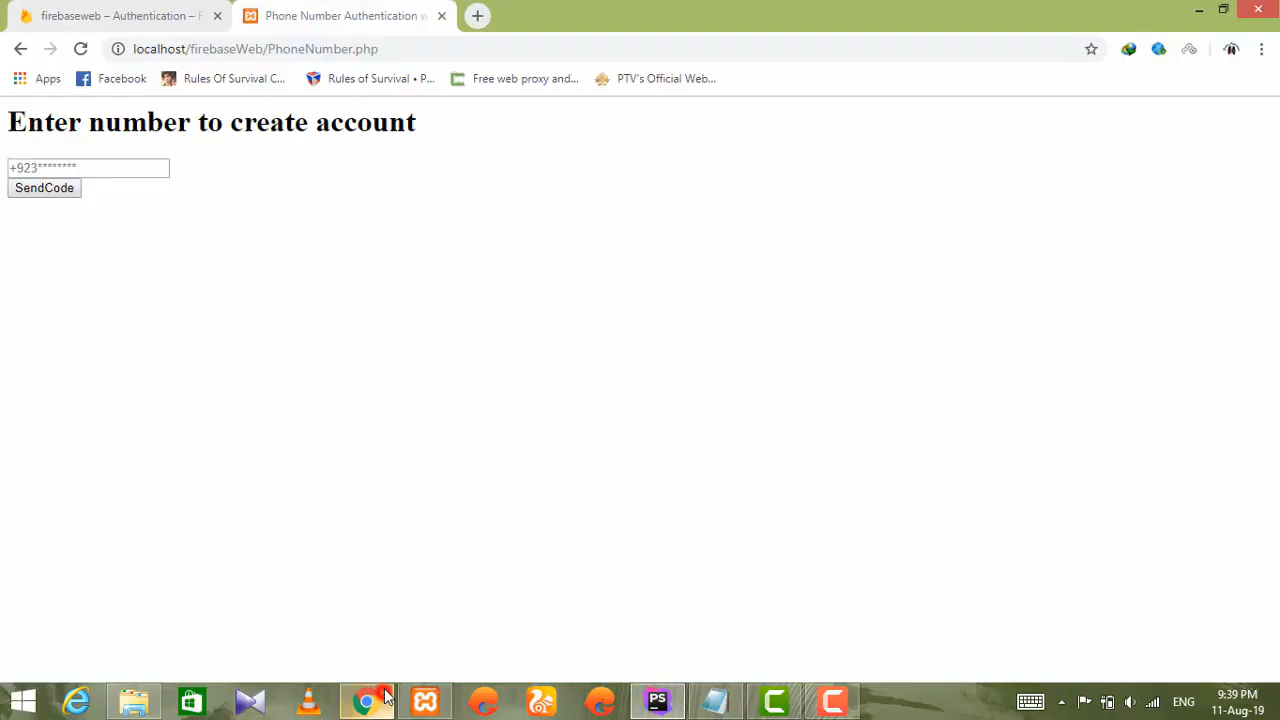 firebaseweb – Authentication – F
Phone Number Authentication w
localhost/firebaseWeb/PhoneNumber.php
Apps
Facebook
Rules Of Survival C...
Rules of Survival • P...
Free web proxy and...
PTV's Official Web...
Enter number to create account
+923********
SendCode
PS
ENG
9:39 PM
11-Aug-19